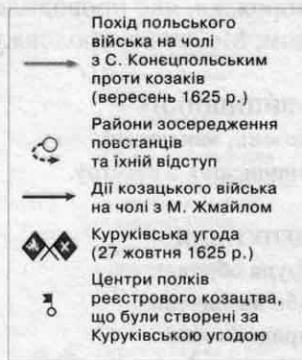 Похід польського
війська на чолі
з С. Конєцпольським
проти козаків
(вересень 1625 р.)
Райони зосередження
повстанців
та їхній відступ
Дії козацького війська
на чолі з М. Жмайлом
Куруківська угода
(27 жовтня 1625 р.)
Центри полків
реєстрового козацтва,
що були створені за
Куруківською угодою